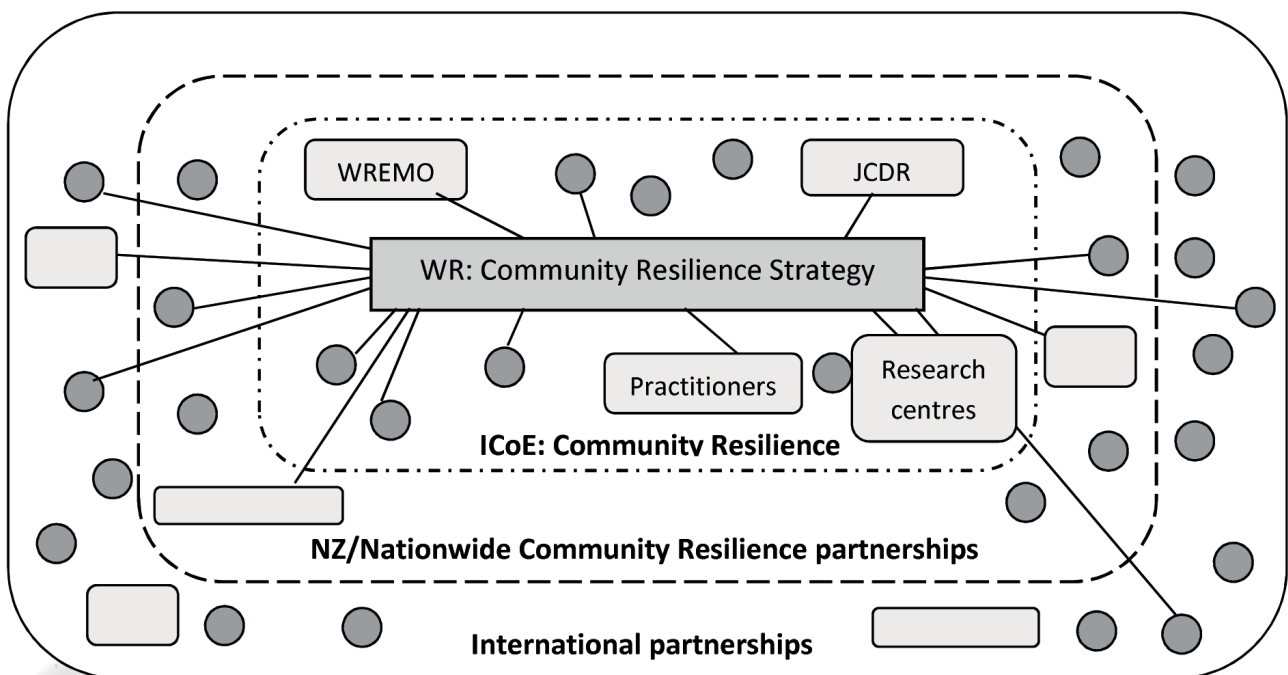 WREMO
JCDR
WR: Community Resilience Strategy
Practitioners
Research
centres
ICoE: Community Resilience
NZ/Nationwide Community Resilience partnerships
International partnerships